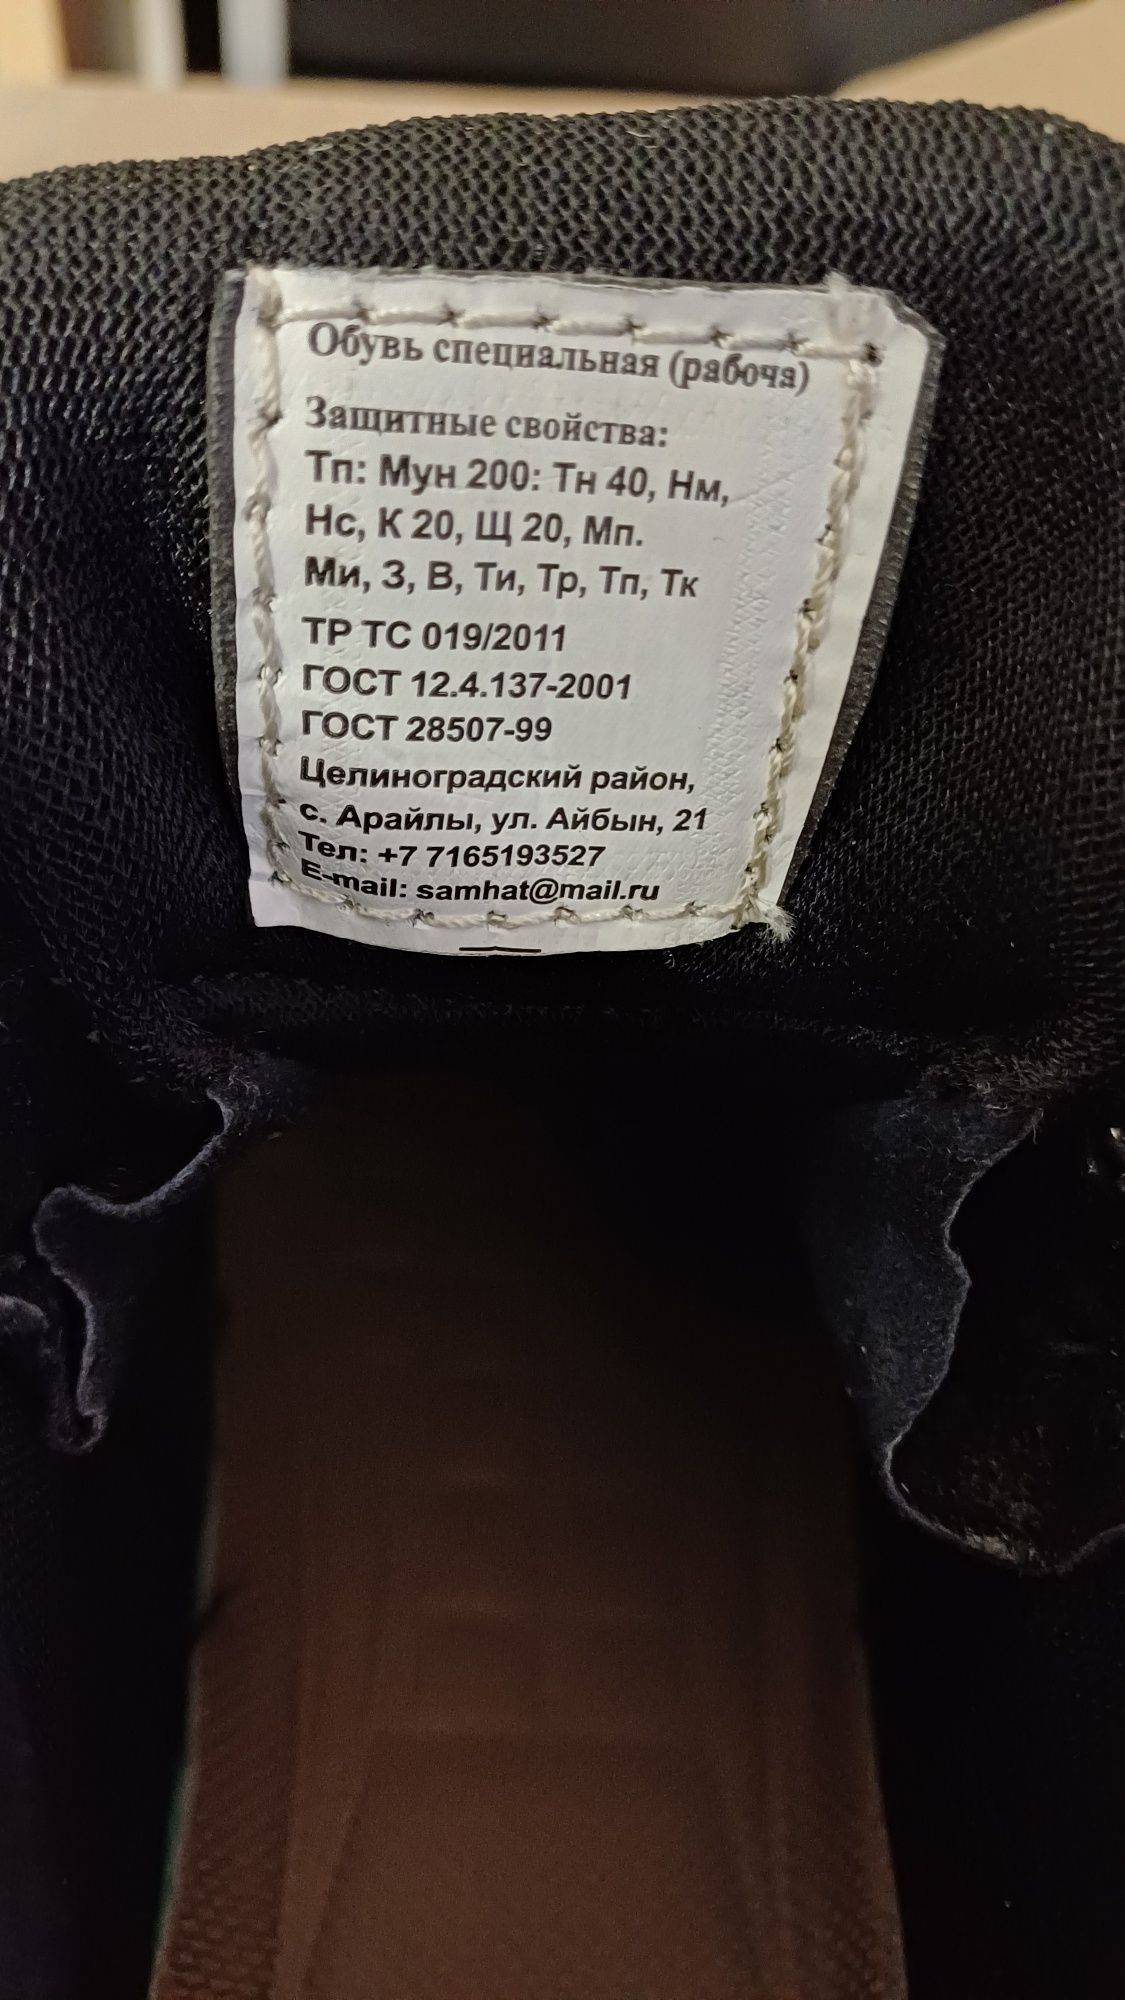 Обувь специальная (рабоча)
Защитные свойства:
Тп: Мун 200: Тн 40, Нм,
Нс, К 20, Щ 20, Мп.
Ми, З, В, Ти, Тр, Тп, Тк
ТР ТС 019/2011
ГОСТ 12.4.137-2001
ГОСТ 28507-99
Целиноградский район,
с. Арайлы, ул. Айбын, 21
Тел: +7 7165193527
E-mail: samhat@mail.ru